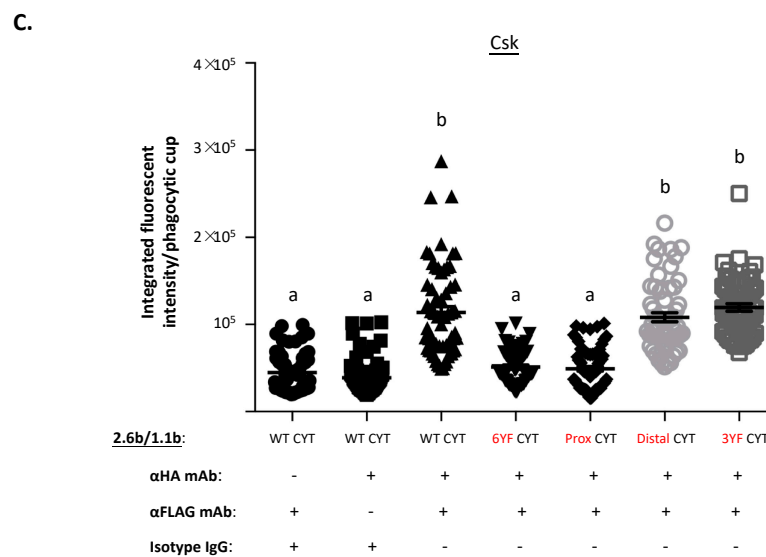 C.
Csk
Integrated fluorescent
intensity/phagocytic cup
4×10⁵
3×10⁵
2×10⁵
10⁵
a a b a a b b
2.6b/1.1b: WT CYT WT CYT WT CYT 6YF CYT Prox CYT Distal CYT 3YF CYT
αHA mAb: - + + + + + +
αFLAG mAb: + - + + + + +
Isotype IgG: + + - - - - -